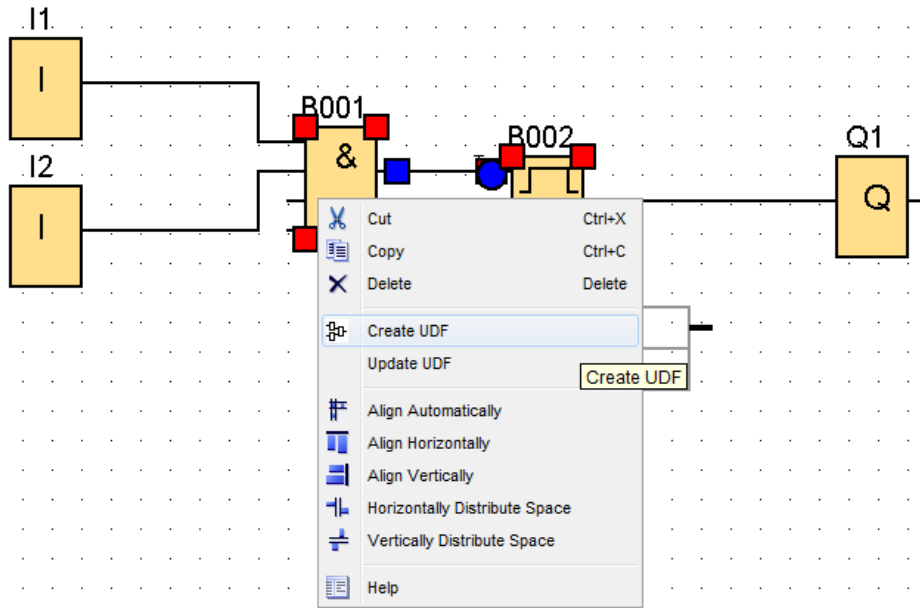 I1
I
B001
&
B002
Q1
Q
I2
I
Cut Ctrl+X
Copy Ctrl+C
Delete Delete
Create UDF
Update UDF
Create UDF
Align Automatically
Align Horizontally
Align Vertically
Horizontally Distribute Space
Vertically Distribute Space
Help